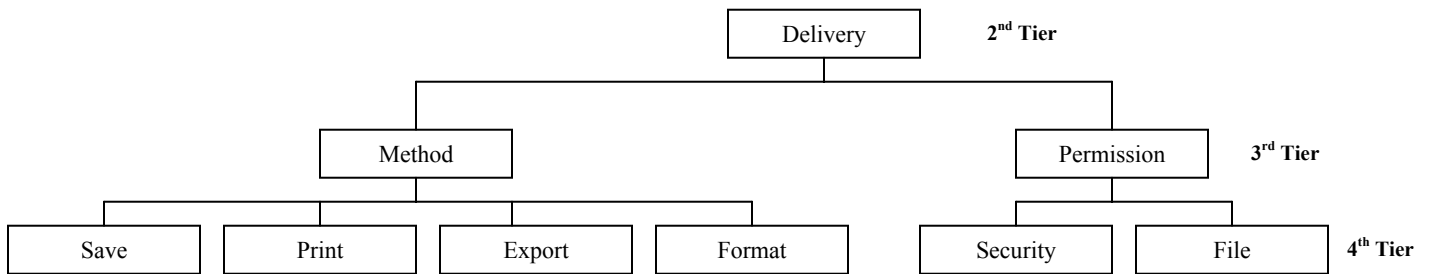 Delivery 2nd Tier
Method Permission 3rd Tier
Save Print Export Format Security File 4th Tier